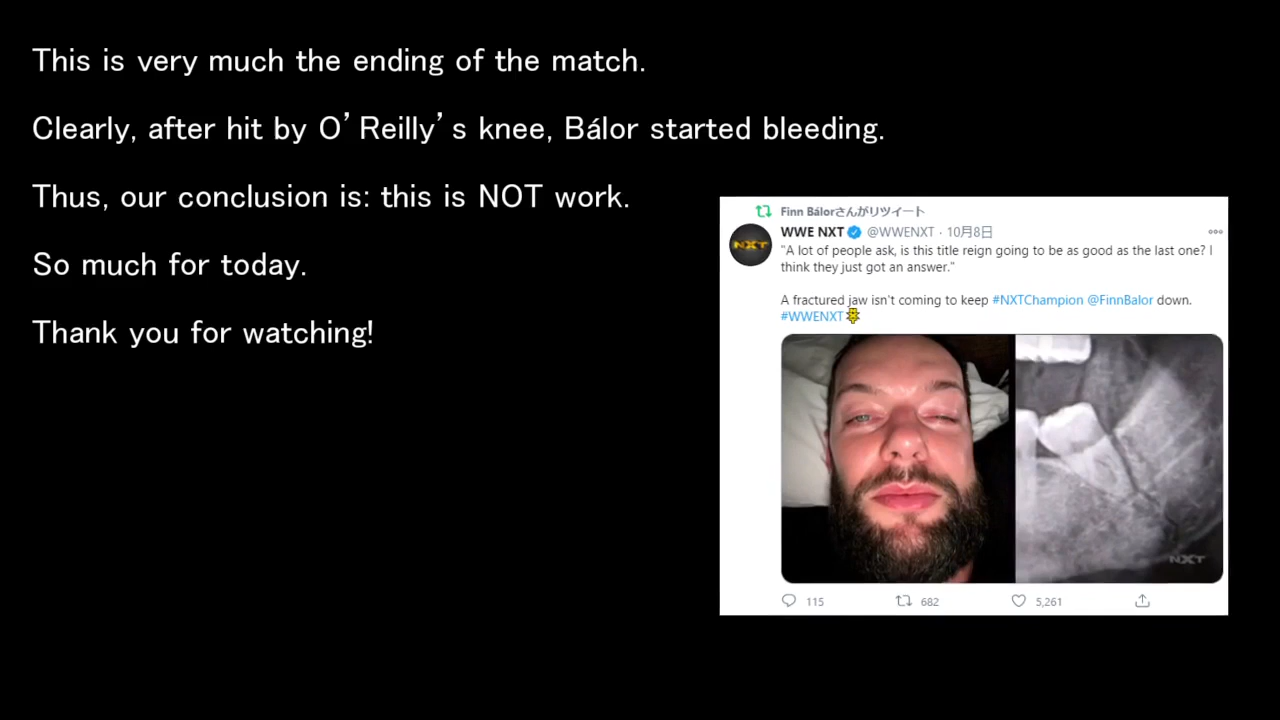 This is very much the ending of the match.
Clearly, after hit by O’Reilly’s knee, Bálor started bleeding.
Thus, our conclusion is: this is NOT work.
So much for today.
Thank you for watching!
Finn Bálorさんがリツイート
WWE NXT @WWENXT · 10月8日
"A lot of people ask, is this title reign going to be as good as the last one? I
think they just got an answer."
A fractured jaw isn't coming to keep #NXTChampion @FinnBalor down.
#WWENXT
NXT
NXT
115 682 5,261